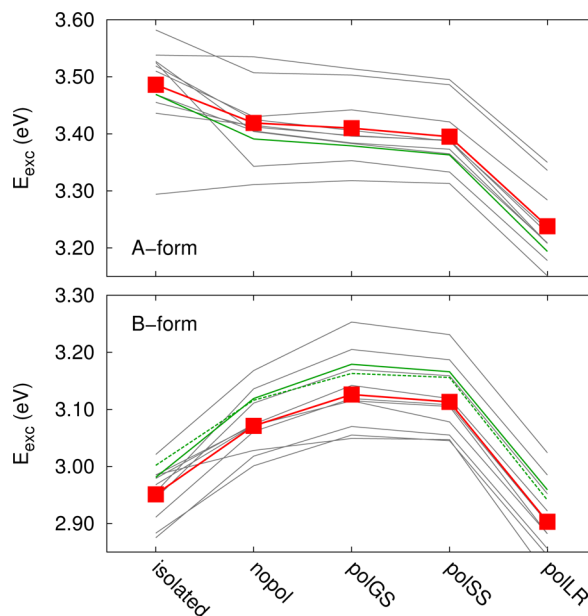 3.60
3.50
3.40
3.30
3.20
E_exc (eV)
A−form
3.30
3.20
3.10
3.00
2.90
E_exc (eV)
B−form
isolated
nopol
polGS
polSS
polLR